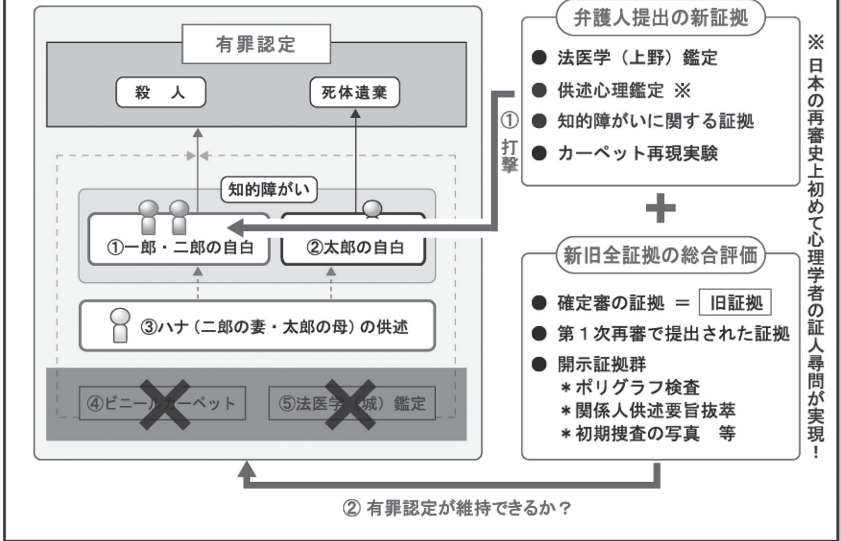 有罪認定
殺 人
死体遺棄
知的障がい
①一郎・二郎の自白
②太郎の自白
③ハナ(二郎の妻・太郎の母)の供述
④ビニールカーペット
⑤法医学(城)鑑定
①打撃
弁護人提出の新証拠
● 法医学(上野)鑑定
● 供述心理鑑定 ※
● 知的障がいに関する証拠
● カーペット再現実験
+
新旧全証拠の総合評価
● 確定審の証拠 = 旧証拠
● 第1次再審で提出された証拠
● 開示証拠群
*ポリグラフ検査
*関係人供述要旨抜萃
*初期捜査の写真 等
※日本の再審史上初めて心理学者の証人尋問が実現!
② 有罪認定が維持できるか?